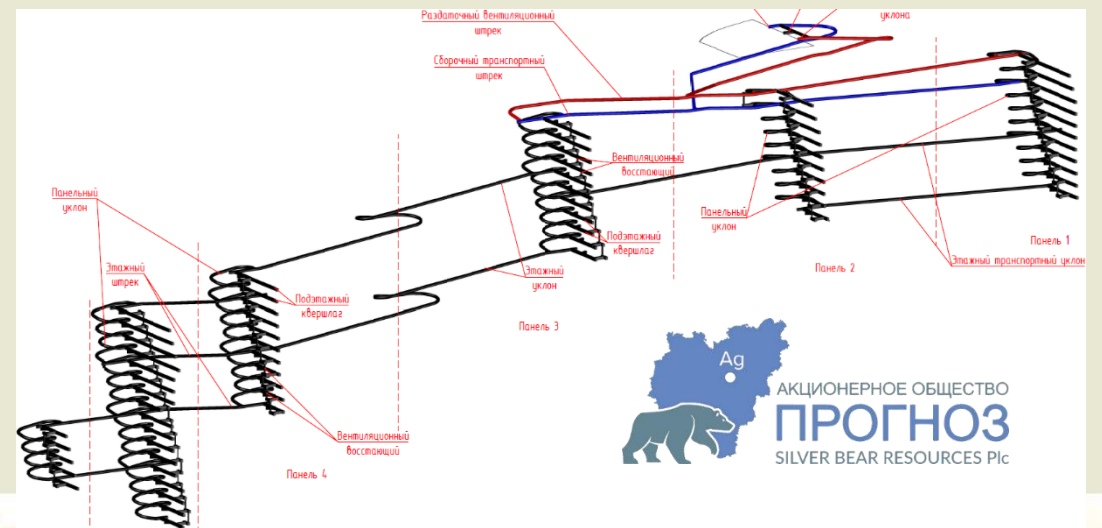 Раздаточный вентиляционный
штрек
уклона
Сборочный транспортный
штрек
Вентиляционный
восстающий
Панельный
уклон
Панельный
уклон
Подэтажный
квершлаг
Панель 1
Этажный
штрек
Этажный транспортный уклон
Панель 2
Этажный
уклон
Подэтажный
квершлаг
Панель 3
Ag
АКЦИОНЕРНОЕ ОБЩЕСТВО
ПРОГНОЗ
SILVER BEAR RESOURCES Plc
Вентиляционный
восстающий
Панель 4